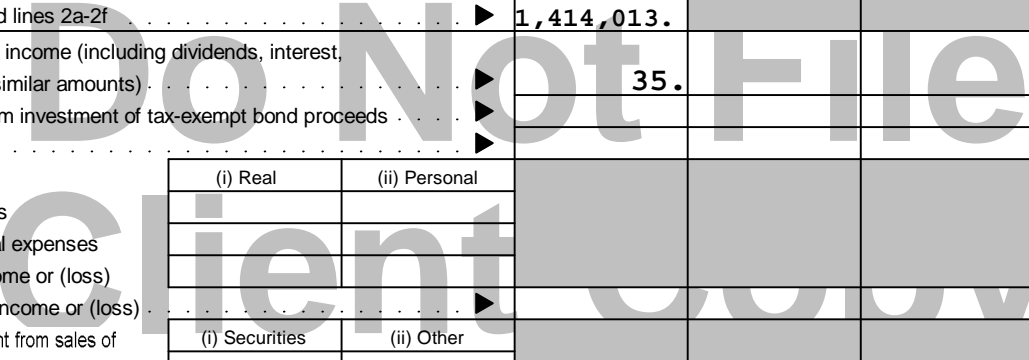 d lines 2a-2f . . . . . . . . . . . . . . . . . ▶ 1,414,013.
income (including dividends, interest,
similar amounts) . . . . . . . . . . . . . . . . . ▶ 35.
m investment of tax-exempt bond proceeds . . . . ▶
. . . . . . . . . . . . . . . . . . . . . . . . ▶
(i) Real (ii) Personal
s
l expenses
ome or (loss)
ncome or (loss) . . . . . . . . . . . . . . . . . ▶
nt from sales of (i) Securities (ii) Other
Do Not File
Client Copy